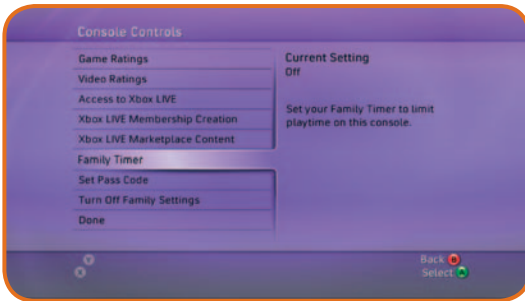 Console Controls
Game Ratings
Video Ratings
Access to Xbox LIVE
Xbox LIVE Membership Creation
Xbox LIVE Marketplace Content
Family Timer
Set Pass Code
Turn Off Family Settings
Done
Current Setting
Off
Set your Family Timer to limit
playtime on this console.
Y
X
Back B
Select A